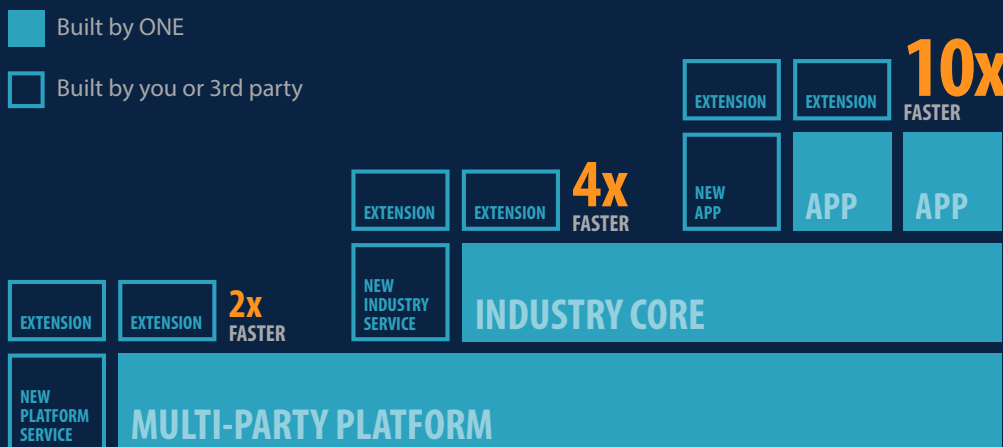 Built by ONE
Built by you or 3rd party
10x
FASTER
EXTENSION
EXTENSION
NEW
APP
APP
APP
4x
FASTER
EXTENSION
EXTENSION
NEW
INDUSTRY
SERVICE
INDUSTRY CORE
2x
FASTER
EXTENSION
EXTENSION
NEW
PLATFORM
SERVICE
MULTI-PARTY PLATFORM